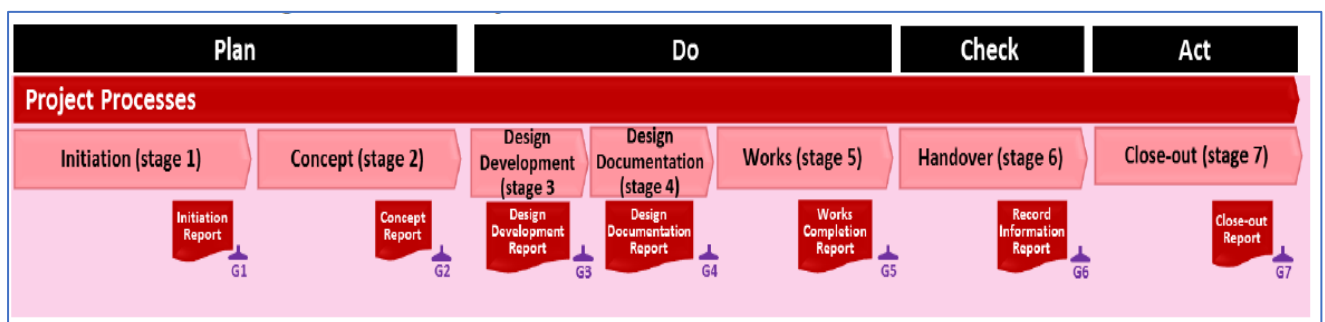 Plan
Do
Check
Act
Project Processes
Initiation (stage 1)
Concept (stage 2)
Design
Development
(stage 3
Design
Documentation
(stage 4)
Works (stage 5)
Handover (stage 6)
Close-out (stage 7)
Initiation
Report
G1
Concept
Report
G2
Design
Development
Report
G3
Design
Documentation
Report
G4
Works
Completion
Report
G5
Record
Information
Report
G6
Close-out
Report
G7